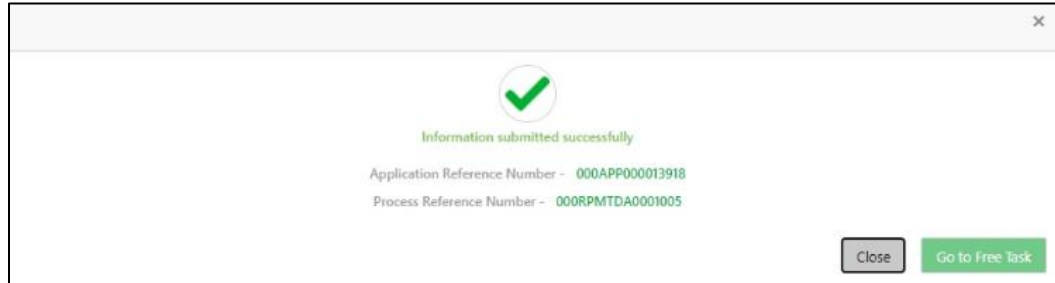 Information submitted successfully
Application Reference Number - 000APP000013918
Process Reference Number - 000RPMTDA0001005
Close Go to Free Task